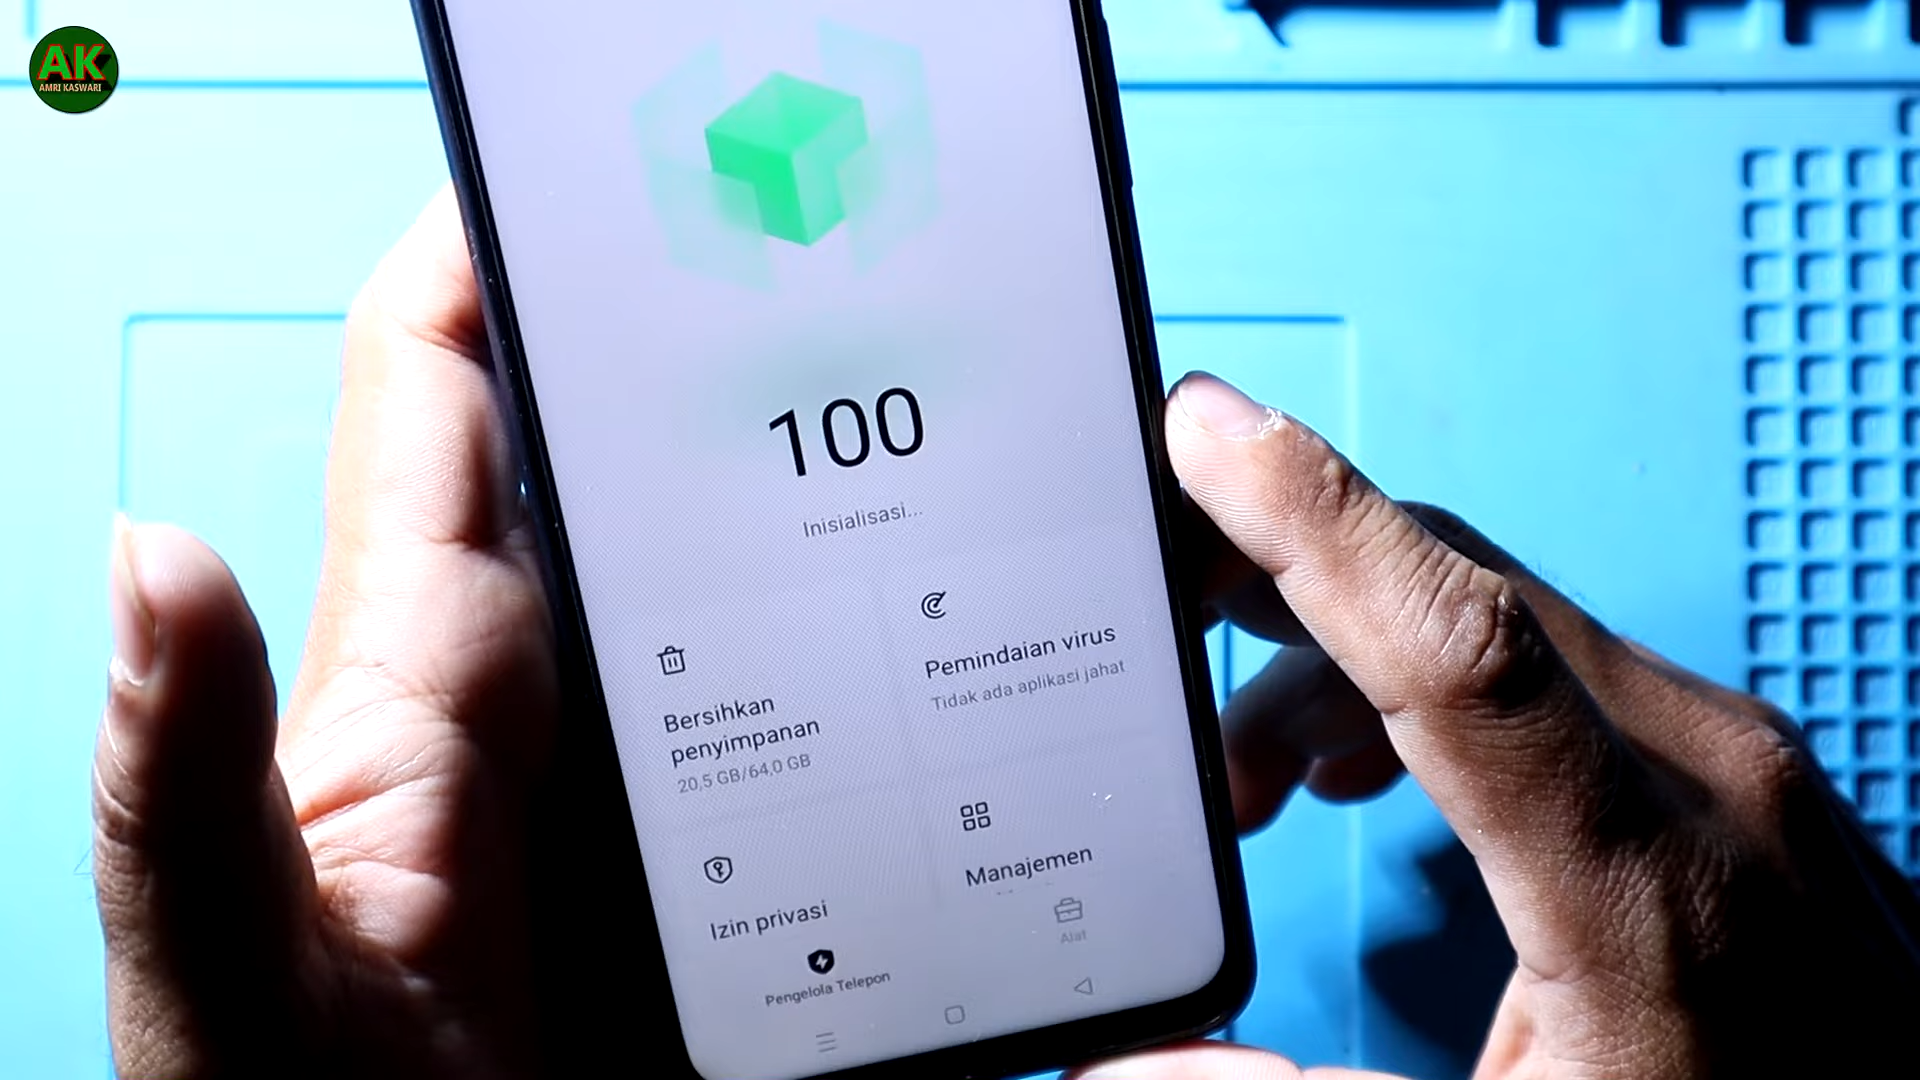 AK
AMRI KASWARI
100
Inisialisasi...
Bersihkan
penyimpanan
20,5 GB/64,0 GB
Pemindaian virus
Tidak ada aplikasi jahat
Izin privasi
Manajemen
Pengelola Telepon
Alat